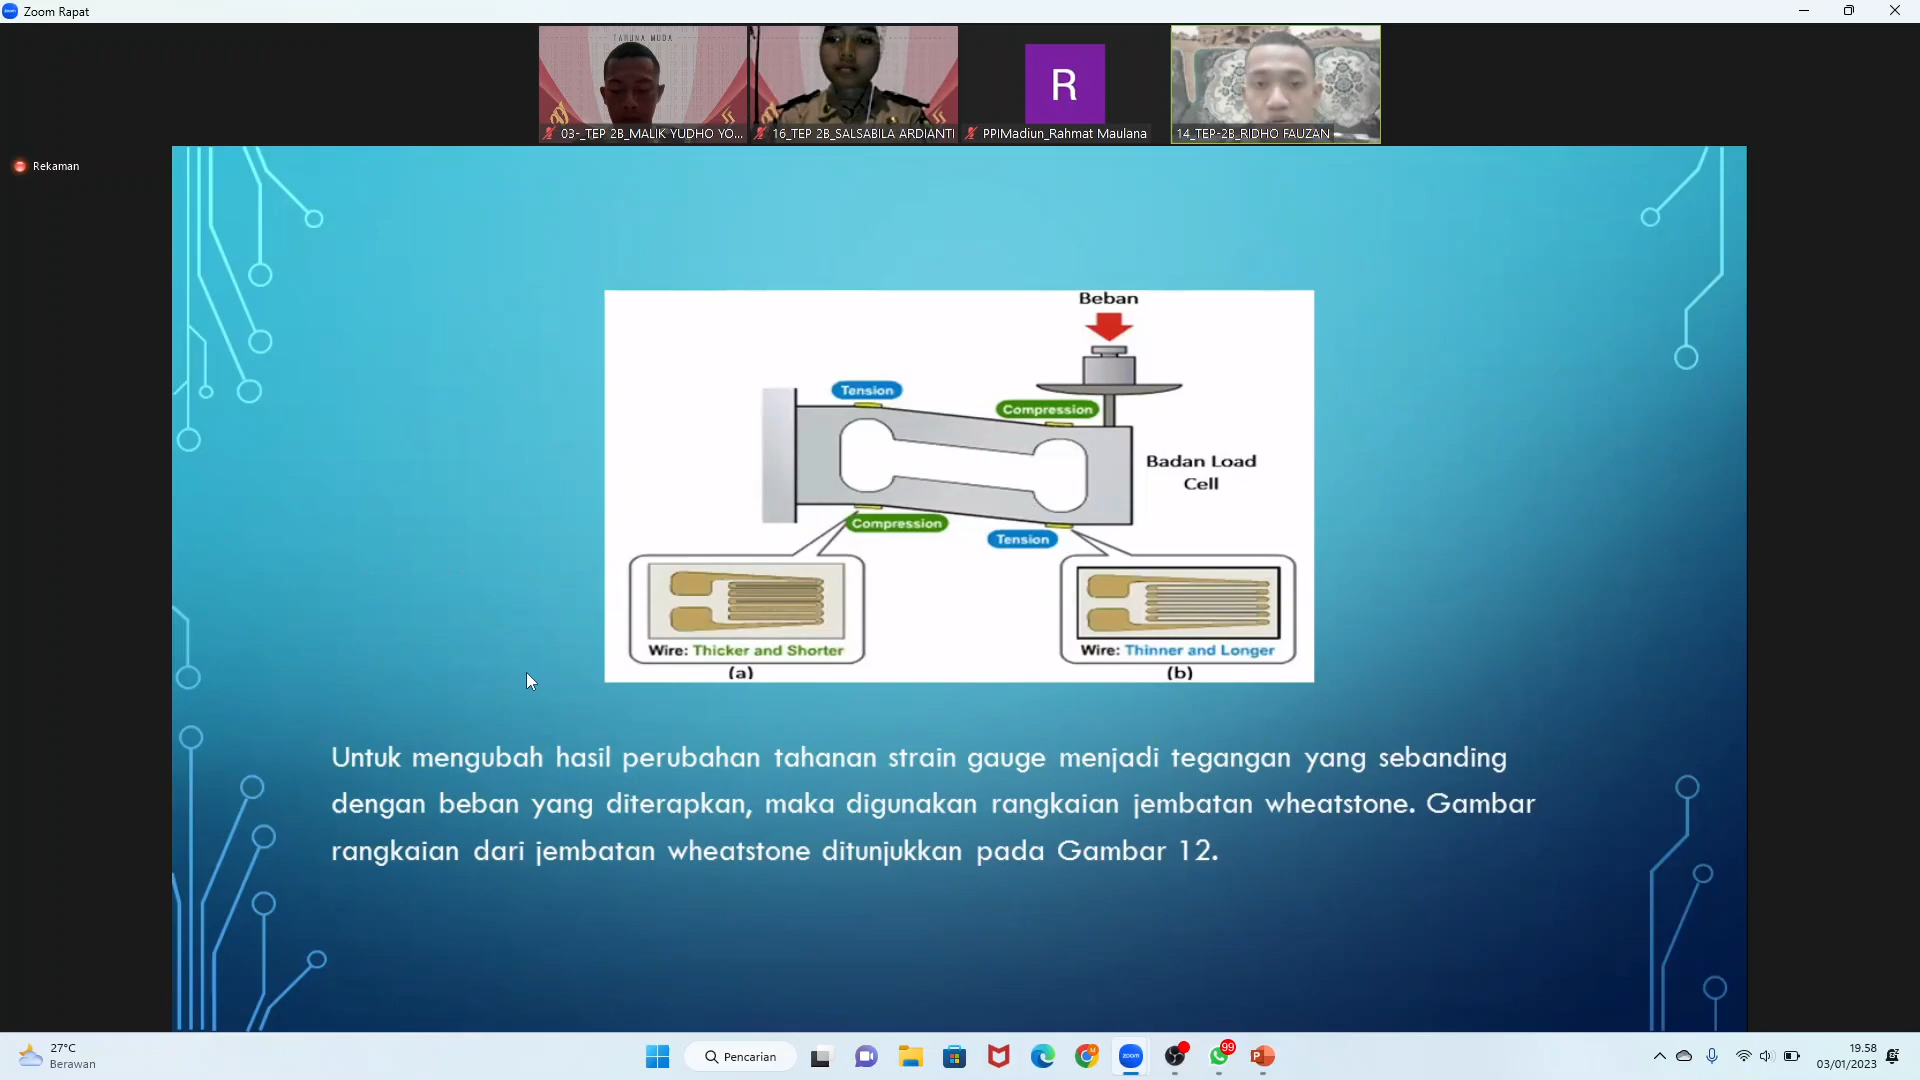 Zoom Rapat
TARUNA MUDA
03-_TEP 2B_MALIK YUDHO YO...
16_TEP 2B_SALSABILA ARDIANTI
R
PPIMadiun_Rahmat Maulana
14_TEP-2B_RIDHO FAUZAN
Rekaman
Beban
Tension
Compression
Badan Load
Cell
Compression
Tension
Wire: Thicker and Shorter
Wire: Thinner and Longer
(a)
(b)
Untuk mengubah hasil perubahan tahanan strain gauge menjadi tegangan yang sebanding
dengan beban yang diterapkan, maka digunakan rangkaian jembatan wheatstone. Gambar
rangkaian dari jembatan wheatstone ditunjukkan pada Gambar 12.
27°C
Berawan
Pencarian
zoom
99
19.58
03/01/2023